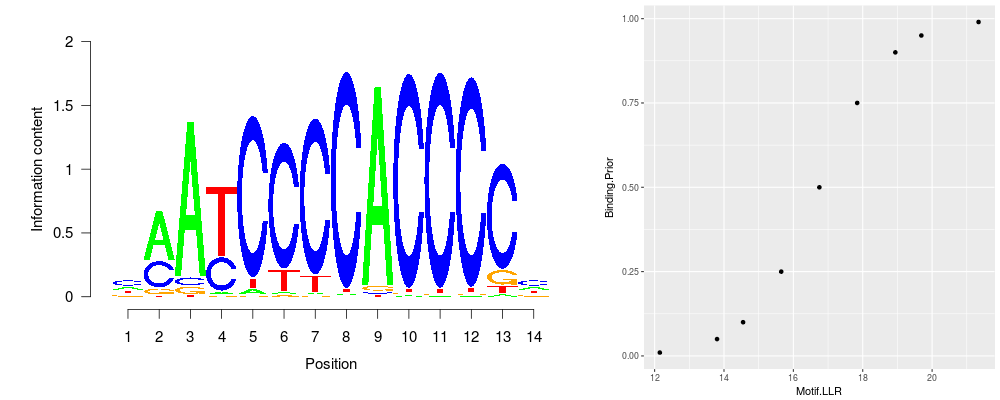 2
1.5
1
0.5
0
Information content
1 2 3 4 5 6 7 8 9 10 11 12 13 14
Position
A C A C T C C T C T C T C A C C C C G T
1.00
0.75
0.50
0.25
0.00
Binding.Prior
12 14 16 18 20
Motif.LLR